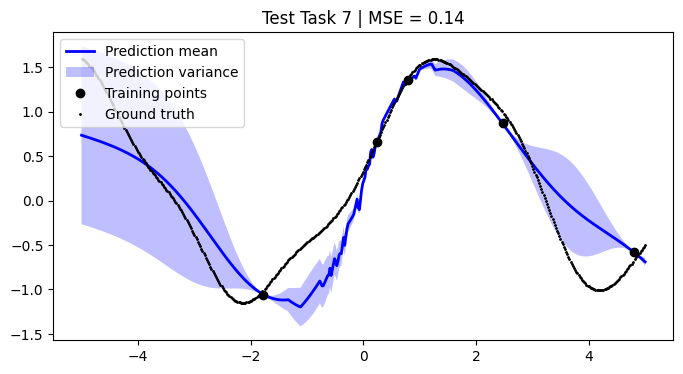 Test Task 7 | MSE = 0.14
Prediction mean
Prediction variance
Training points
Ground truth
1.5
1.0
0.5
0.0
−0.5
−1.0
−1.5
−4
−2
0
2
4